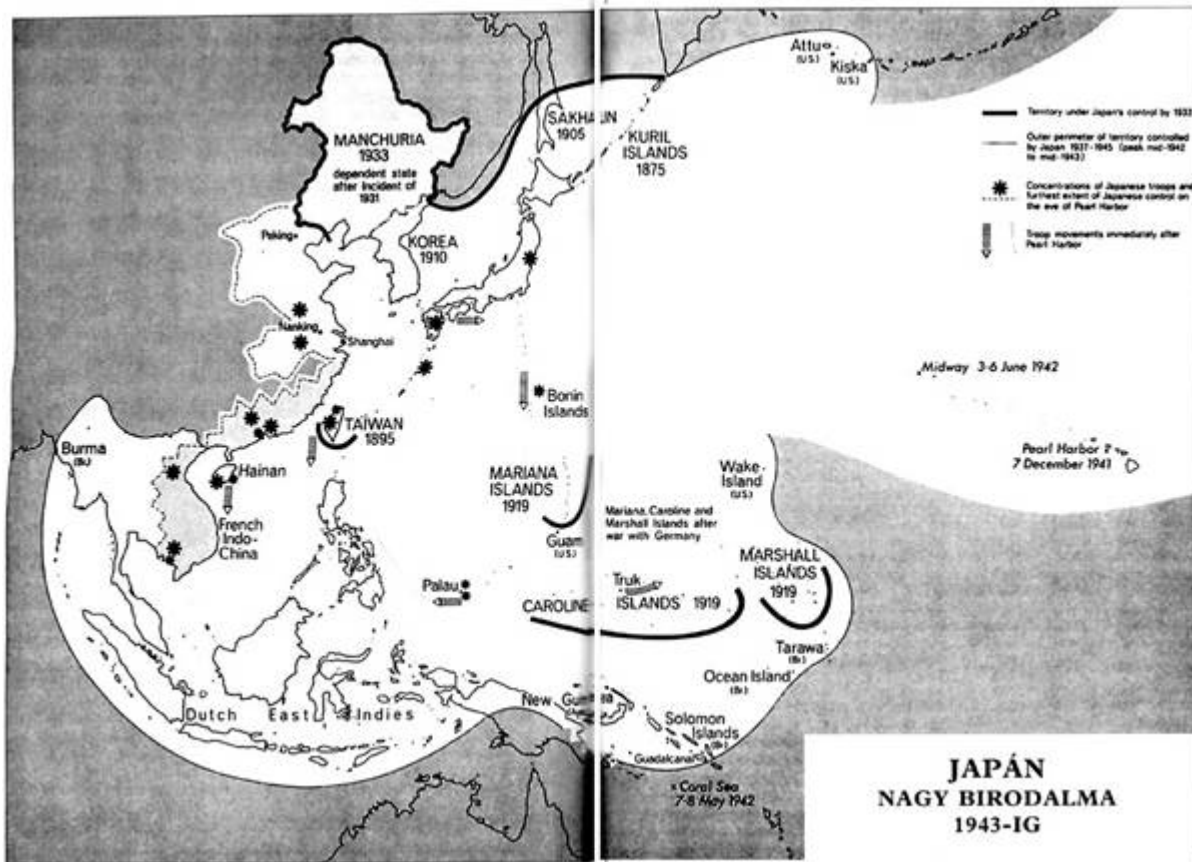 Attu
(U.S.)
Kiska
(U.S.)
Territory under Japan's control by 1933
Outer perimeter of territory controlled
by Japan 1937-1945 (peak mid-1942
to mid-1943)
Concentrations of Japanese troops and
furthest extent of Japanese control on
the eve of Pearl Harbor
Troop movements immediately after
Pearl Harbor
MANCHURIA
1933
dependent state
after Incident of
1931
SAKHALIN
1905
KURIL
ISLANDS
1875
Peking
KOREA
1910
Nanking
Shanghai
Midway 3-6 June 1942
Bonin
Islands
TAIWAN
1895
Burma
(Br.)
Hainan
French
Indo-
China
MARIANA
ISLANDS
1919
Guam
(U.S.)
Wake
Island
(U.S.)
Pearl Harbor
7 December 1941
Mariana, Caroline and
Marshall Islands after
war with Germany
MARSHALL
ISLANDS
1919
Palau
Truk
CAROLINE ISLANDS 1919
Tarawa
(Br.)
Ocean Island
(Br.)
Dutch East Indies
New Guinea
Solomon
Islands
(Br.)
Guadalcanal
Coral Sea
7-8 May 1942
JAPÁN
NAGY BIRODALMA
1943-IG